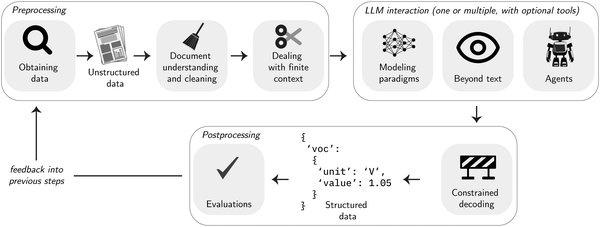 Preprocessing
Obtaining
data
Unstructured
data
Document
understanding
and cleaning
Dealing
with finite
context
LLM interaction (one or multiple, with optional tools)
Modeling
paradigms
Beyond text
Agents
feedback into
previous steps
Postprocessing
Evaluations
{
‘voc’:
{
‘unit’: ‘V’,
‘value’: 1.05
}
}
Structured
data
Constrained
decoding